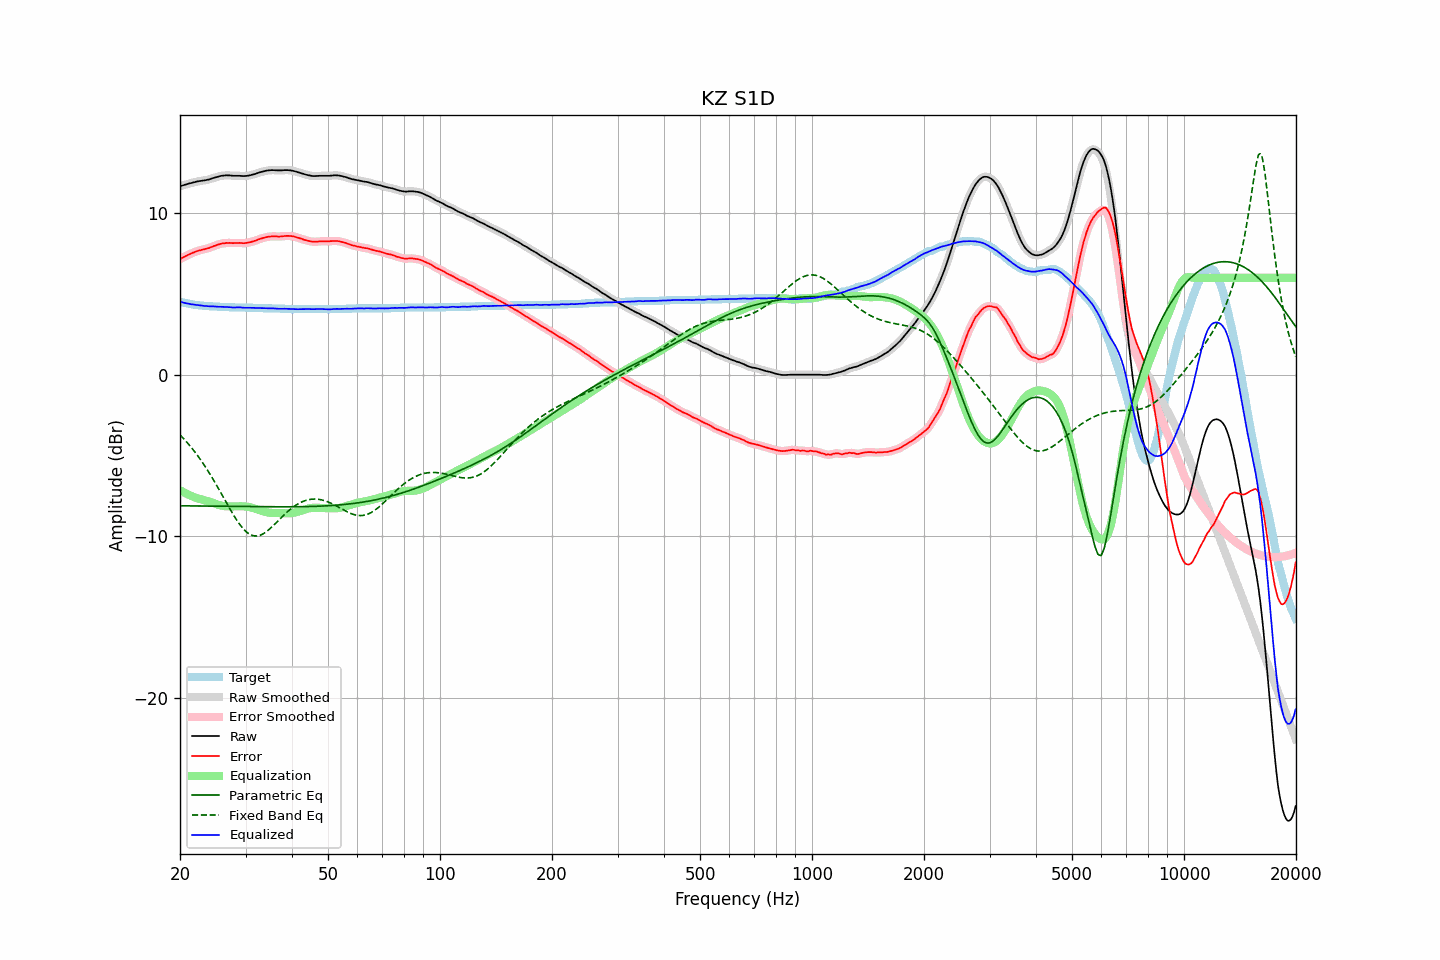 KZ S1D
Amplitude (dBr)
10
0
−10
−20
Target
Raw Smoothed
Error Smoothed
Raw
Error
Equalization
Parametric Eq
Fixed Band Eq
Equalized
20 50 100 200 500 1000 2000 5000 10000 20000
Frequency (Hz)